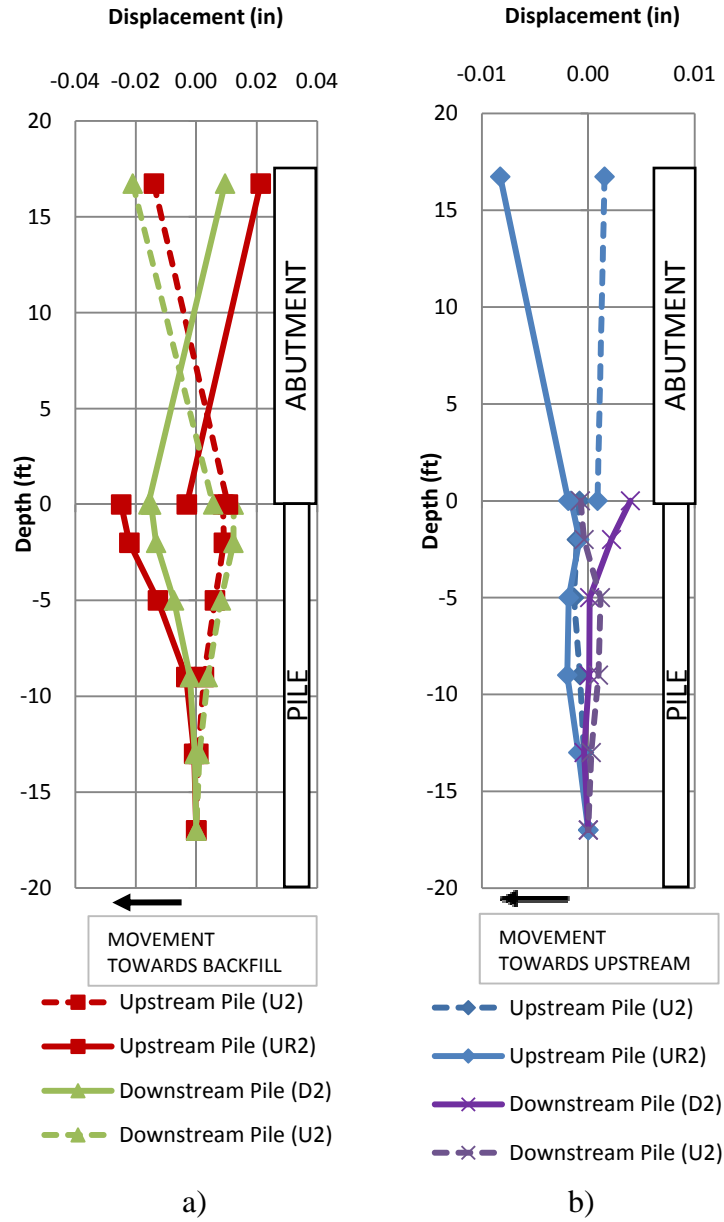 Displacement (in)
-0.04
-0.02
0.00
0.02
0.04
20
15
10
5
0
-5
-10
-15
-20
Depth (ft)
ABUTMENT
PILE
MOVEMENT
TOWARDS BACKFILL
Upstream Pile (U2)
Upstream Pile (UR2)
Downstream Pile (D2)
Downstream Pile (U2)
a)
Displacement (in)
-0.01
0.00
0.01
20
15
10
5
0
-5
-10
-15
-20
Depth (ft)
ABUTMENT
PILE
MOVEMENT
TOWARDS UPSTREAM
Upstream Pile (U2)
Upstream Pile (UR2)
Downstream Pile (D2)
Downstream Pile (U2)
b)